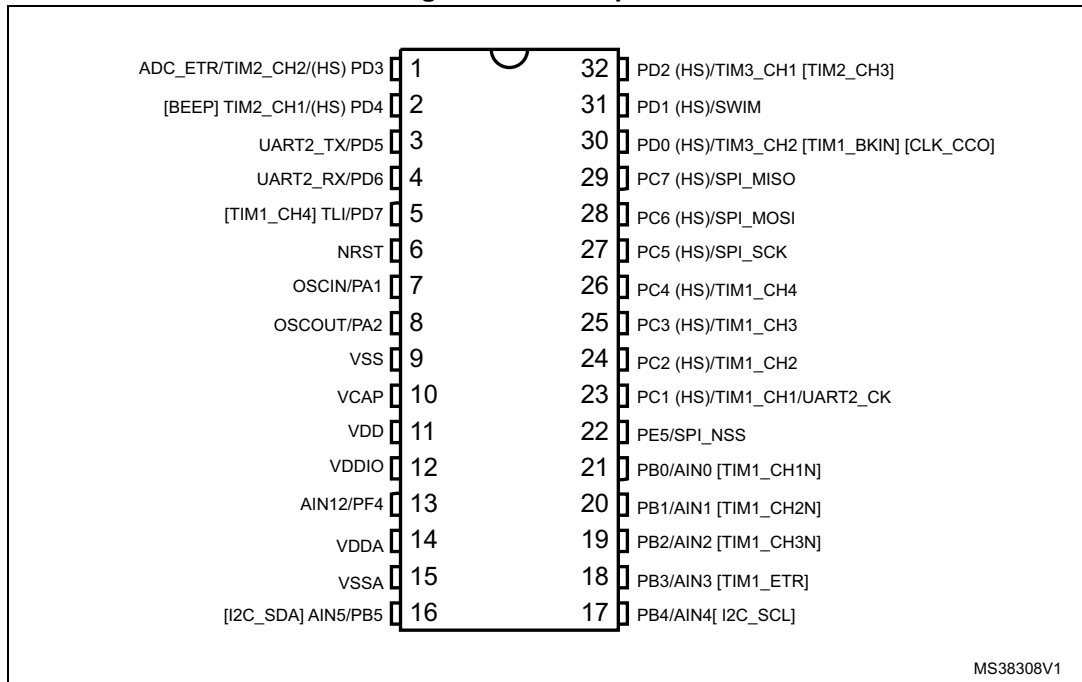 ADC_ETR/TIM2_CH2/(HS) PD3 1 32 PD2 (HS)/TIM3_CH1 [TIM2_CH3]
[BEEP] TIM2_CH1/(HS) PD4 2 31 PD1 (HS)/SWIM
UART2_TX/PD5 3 30 PD0 (HS)/TIM3_CH2 [TIM1_BKIN] [CLK_CCO]
UART2_RX/PD6 4 29 PC7 (HS)/SPI_MISO
[TIM1_CH4] TLI/PD7 5 28 PC6 (HS)/SPI_MOSI
NRST 6 27 PC5 (HS)/SPI_SCK
OSCIN/PA1 7 26 PC4 (HS)/TIM1_CH4
OSCOUT/PA2 8 25 PC3 (HS)/TIM1_CH3
VSS 9 24 PC2 (HS)/TIM1_CH2
VCAP 10 23 PC1 (HS)/TIM1_CH1/UART2_CK
VDD 11 22 PE5/SPI_NSS
VDDIO 12 21 PB0/AIN0 [TIM1_CH1N]
AIN12/PF4 13 20 PB1/AIN1 [TIM1_CH2N]
VDDA 14 19 PB2/AIN2 [TIM1_CH3N]
VSSA 15 18 PB3/AIN3 [TIM1_ETR]
[I2C_SDA] AIN5/PB5 16 17 PB4/AIN4[ I2C_SCL]
MS38308V1